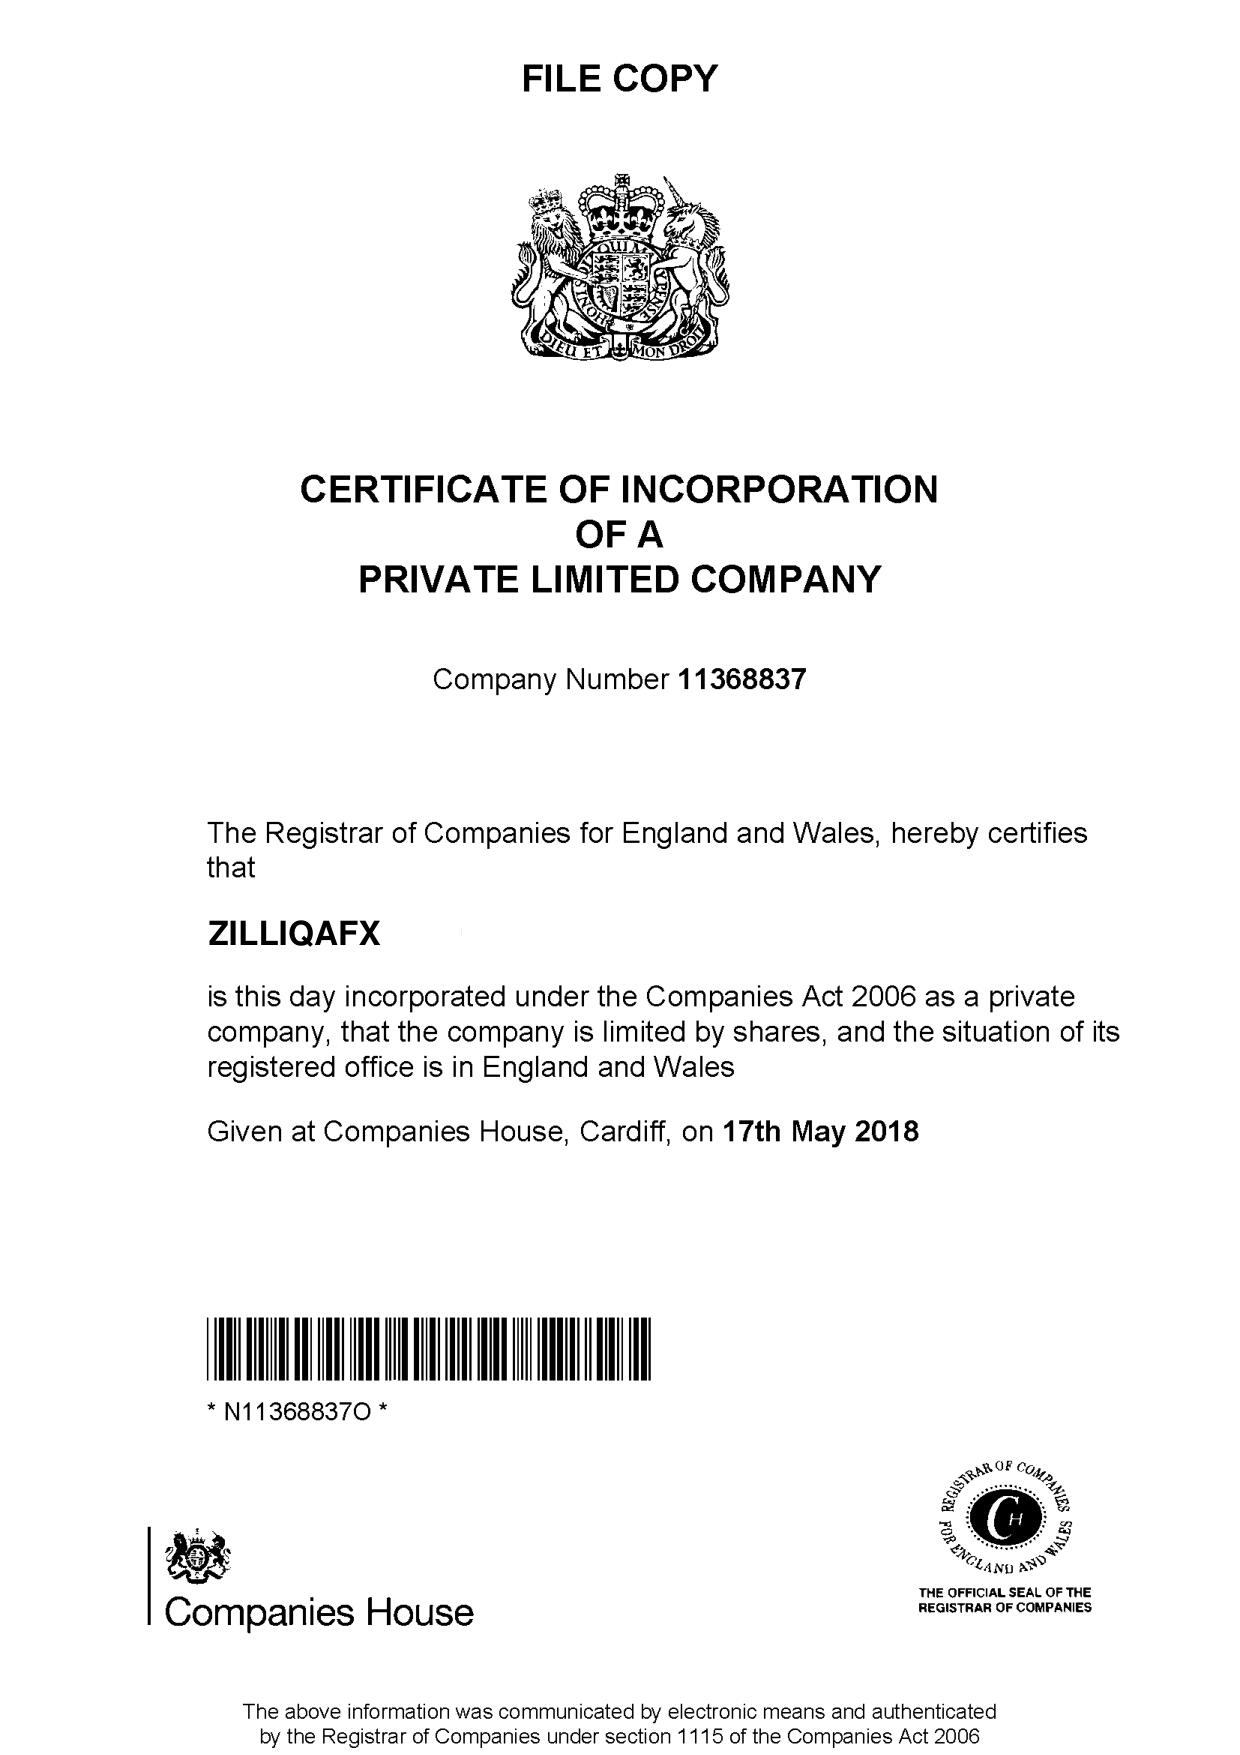 FILE COPY
QUI M
HONI S
Y PENSE
DIEU ET MON DROIT
CERTIFICATE OF INCORPORATION
OF A
PRIVATE LIMITED COMPANY
Company Number 11368837
The Registrar of Companies for England and Wales, hereby certifies
that
ZILLIQAFX
is this day incorporated under the Companies Act 2006 as a private
company, that the company is limited by shares, and the situation of its
registered office is in England and Wales
Given at Companies House, Cardiff, on 17th May 2018
* N11368837O *
REGISTRAR OF COMPANIES
FOR ENGLAND AND WALES
CH
THE OFFICIAL SEAL OF THE
REGISTRAR OF COMPANIES
Companies House
The above information was communicated by electronic means and authenticated
by the Registrar of Companies under section 1115 of the Companies Act 2006